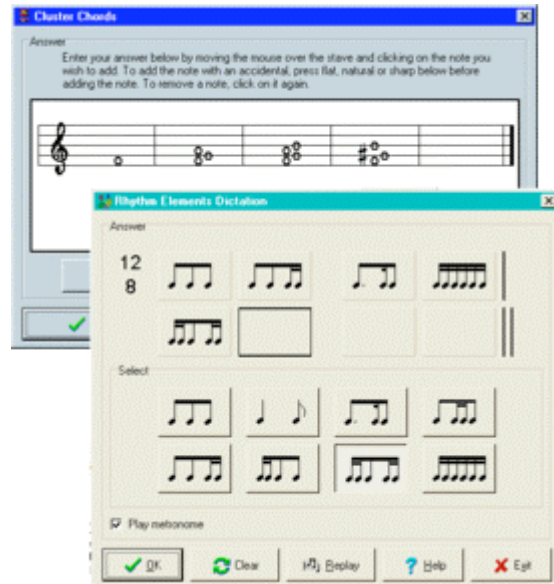 Cluster Chords
Answer
Enter your answer below by moving the mouse over the stave and clicking on the note you
wish to add. To add the note with an accidental, press flat, natural or sharp below before
adding the note. To remove a note, click on it again.
Rhythm Elements Dictation
Answer
12
8
Select
Play metronome
OK
Clear
Replay
Help
Exit